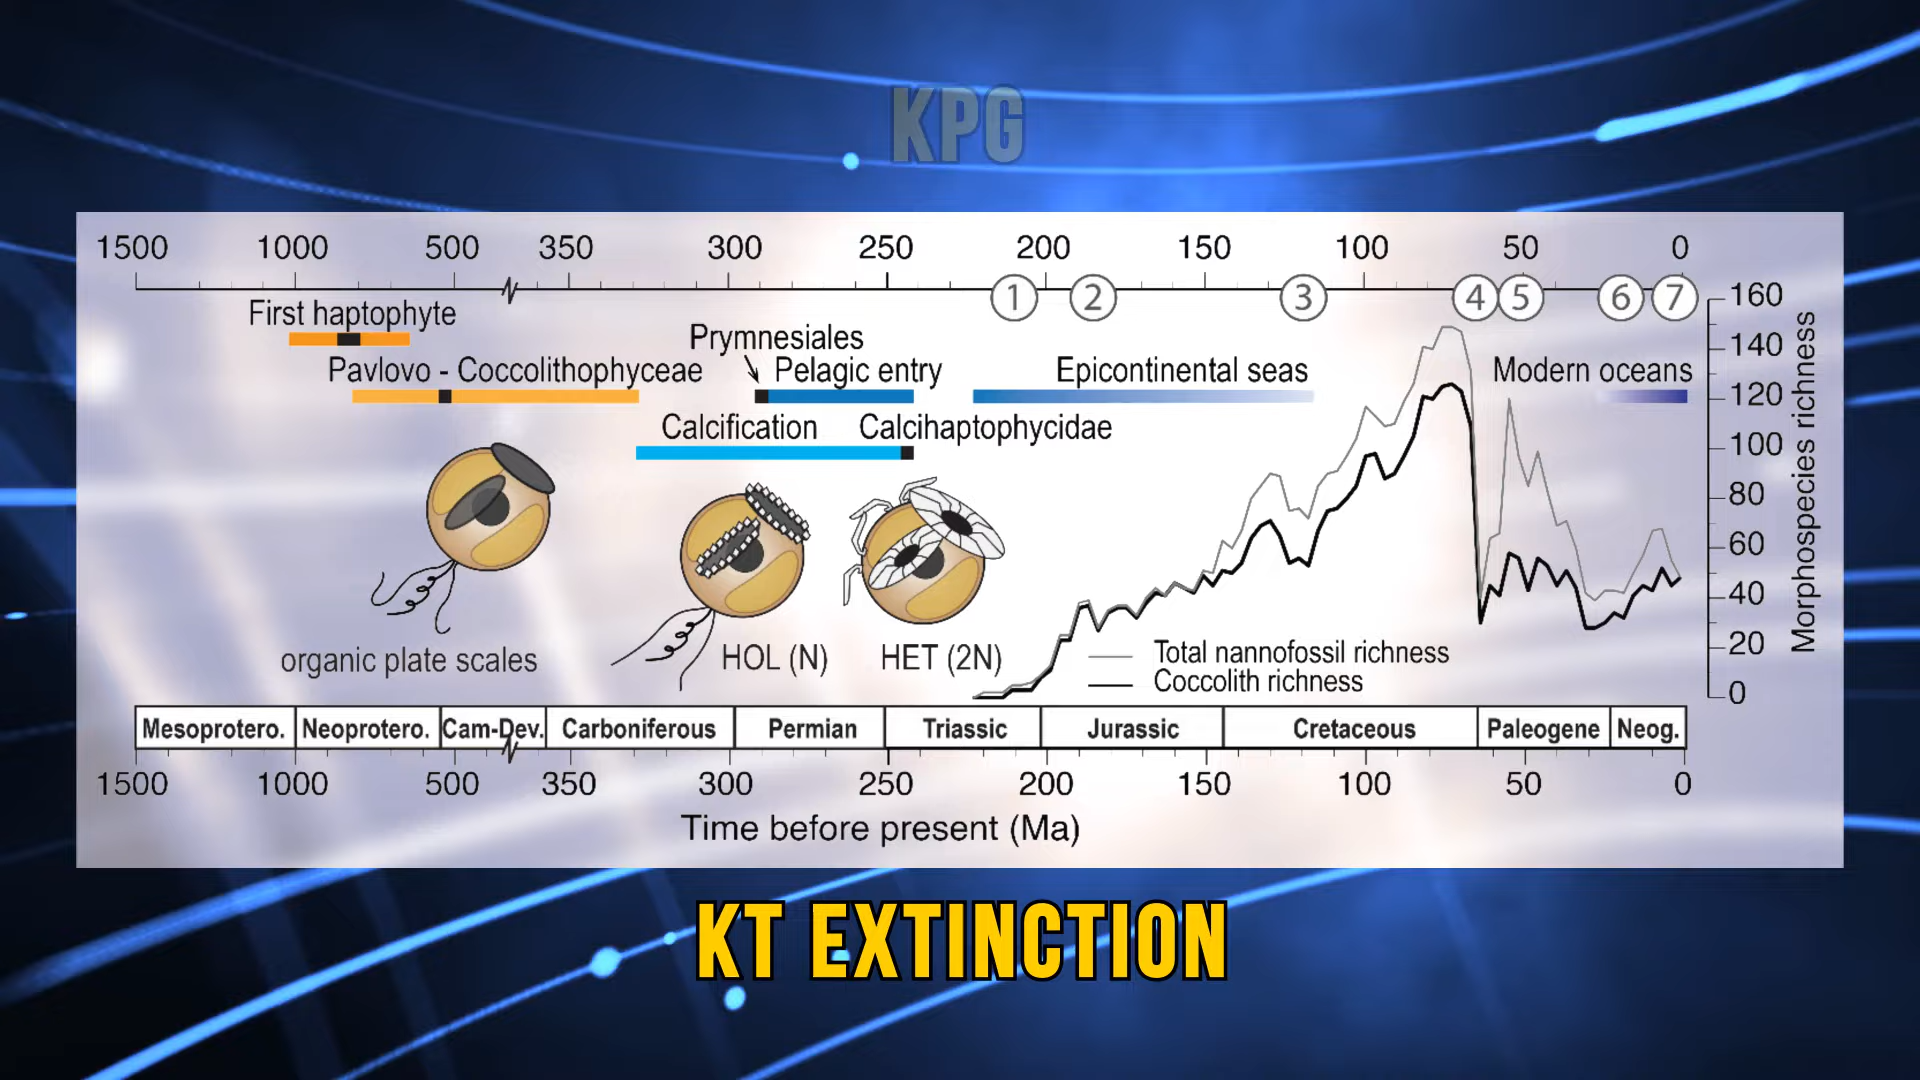 KPG
1500 1000 500 350 300 250 200 150 100 50 0
1 2 3 4 5 6 7
First haptophyte
Prymnesiales
Pavlovo - Coccolithophyceae
Pelagic entry
Epicontinental seas
Modern oceans
Calcification
Calcihaptophycidae
160
140
120
100
80
60
40
20
0
Morphospecies richness
organic plate scales
HOL (N)
HET (2N)
Total nannofossil richness
Coccolith richness
Mesoprotero. Neoprotero. Cam-Dev. Carboniferous Permian Triassic Jurassic Cretaceous Paleogene Neog.
1500 1000 500 350 300 250 200 150 100 50 0
Time before present (Ma)
KT EXTINCTION